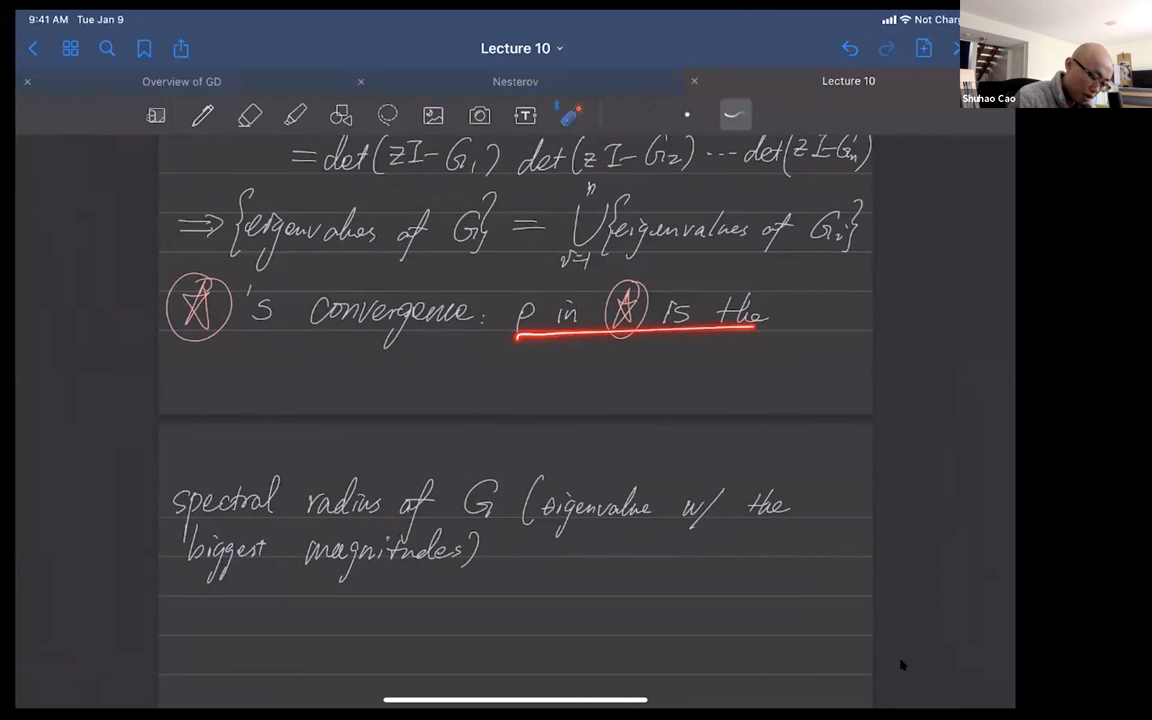 9:41 AM Tue Jan 9
Not Charg
Lecture 10
Shuhao Cao
Overview of GD
Nesterov
Lecture 10
= det(zI-G₁) det(zI-G₂) ⋯ det(zI-Gₙ)
⟹ {eigenvalues of G} = ⋃ᵢ₌₁ⁿ {eigenvalues of Gᵢ}
☆'s convergence: ρ in ☆ is the
spectral radius of G (eigenvalue w/ the
biggest magnitudes)